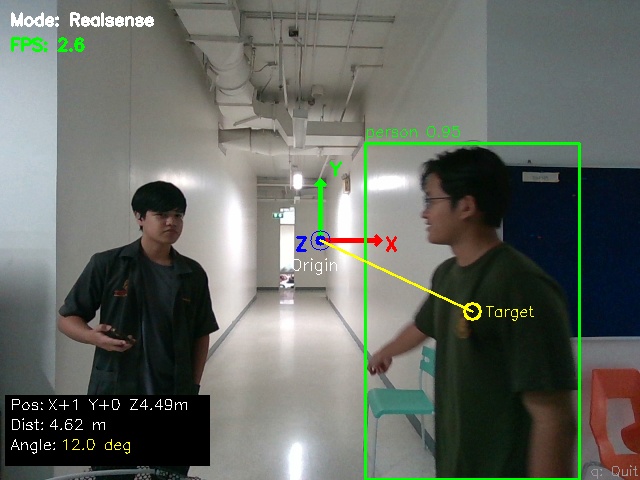 Mode: Realsense
FPS: 2.6
person 0.95
Y
Z
X
Origin
Target
Pos: X+1 Y+0 Z4.49m
Dist: 4.62 m
Angle: 12.0 deg
q: Quit